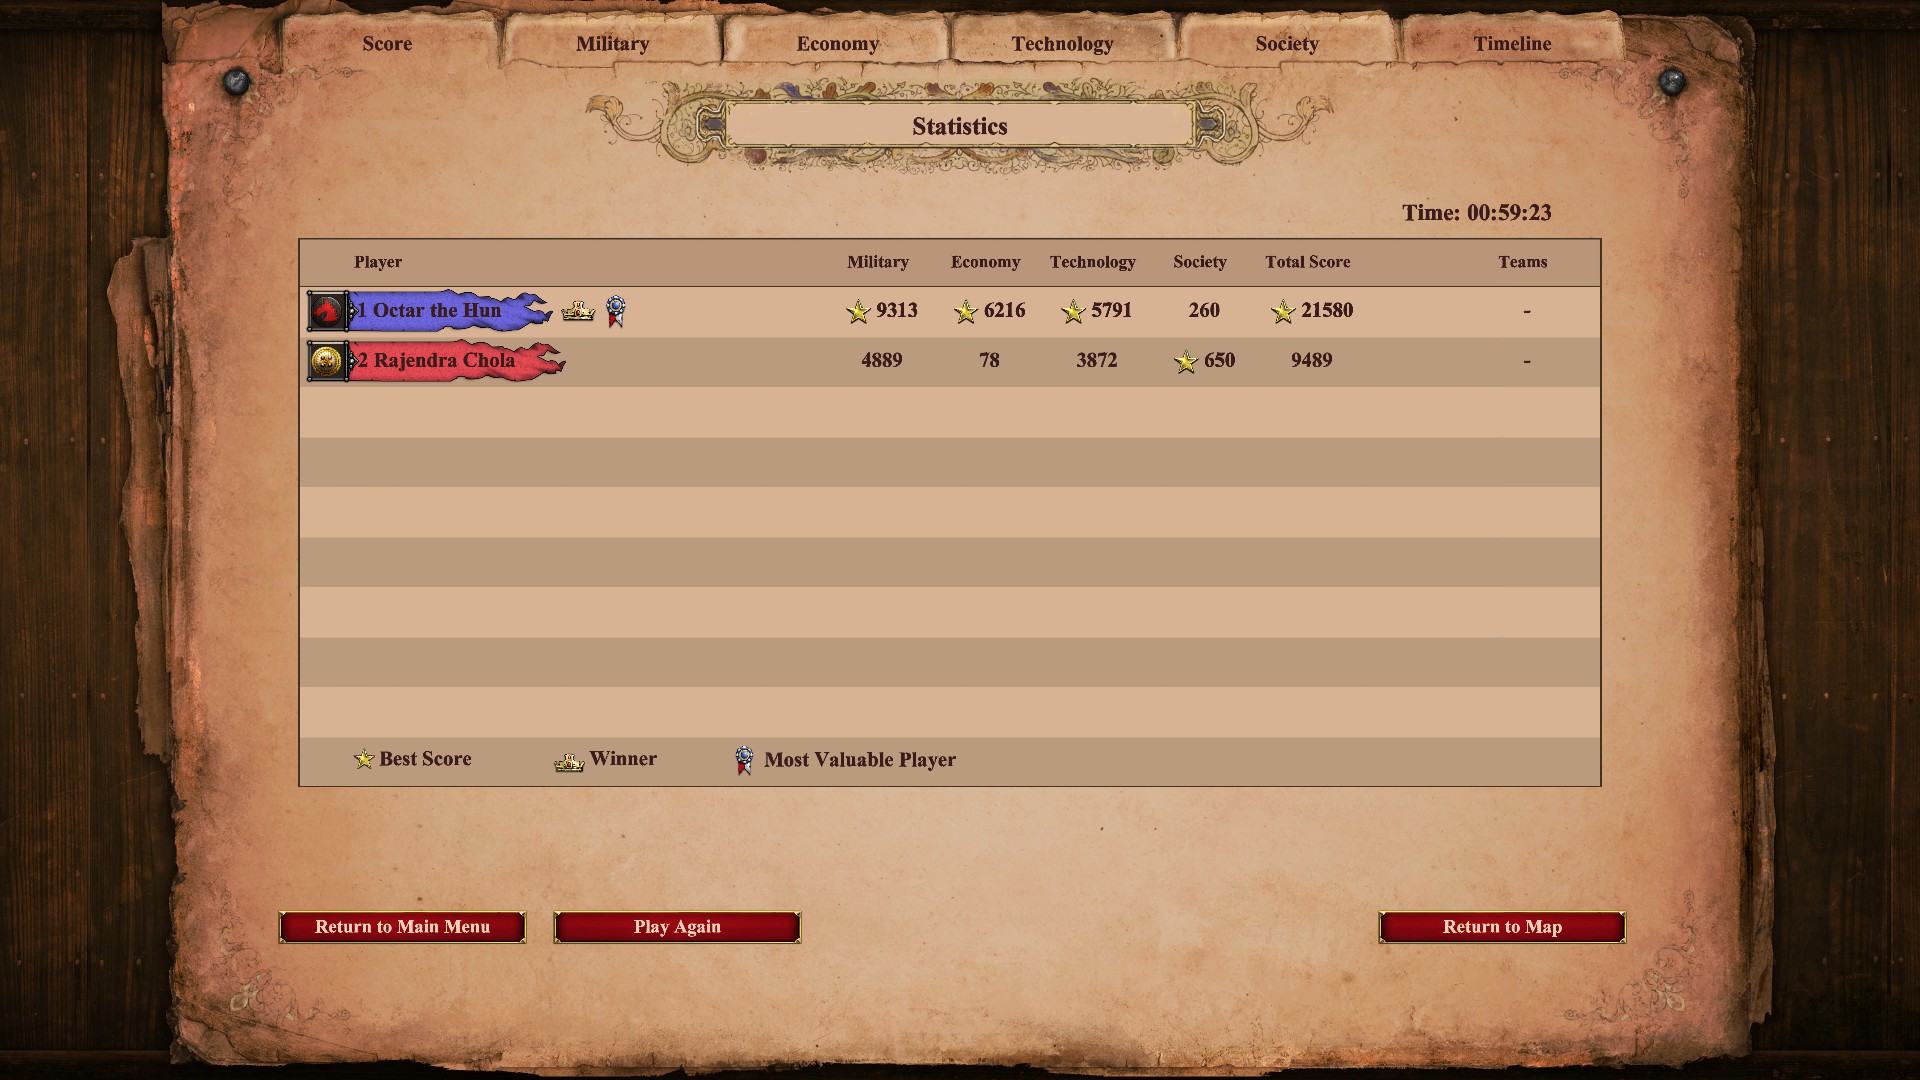 Score Military Economy Technology Society Timeline
Statistics
Time: 00:59:23
Player Military Economy Technology Society Total Score Teams
1 Octar the Hun 9313 6216 5791 260 21580 -
2 Rajendra Chola 4889 78 3872 650 9489 -
Best Score Winner Most Valuable Player
Return to Main Menu Play Again Return to Map